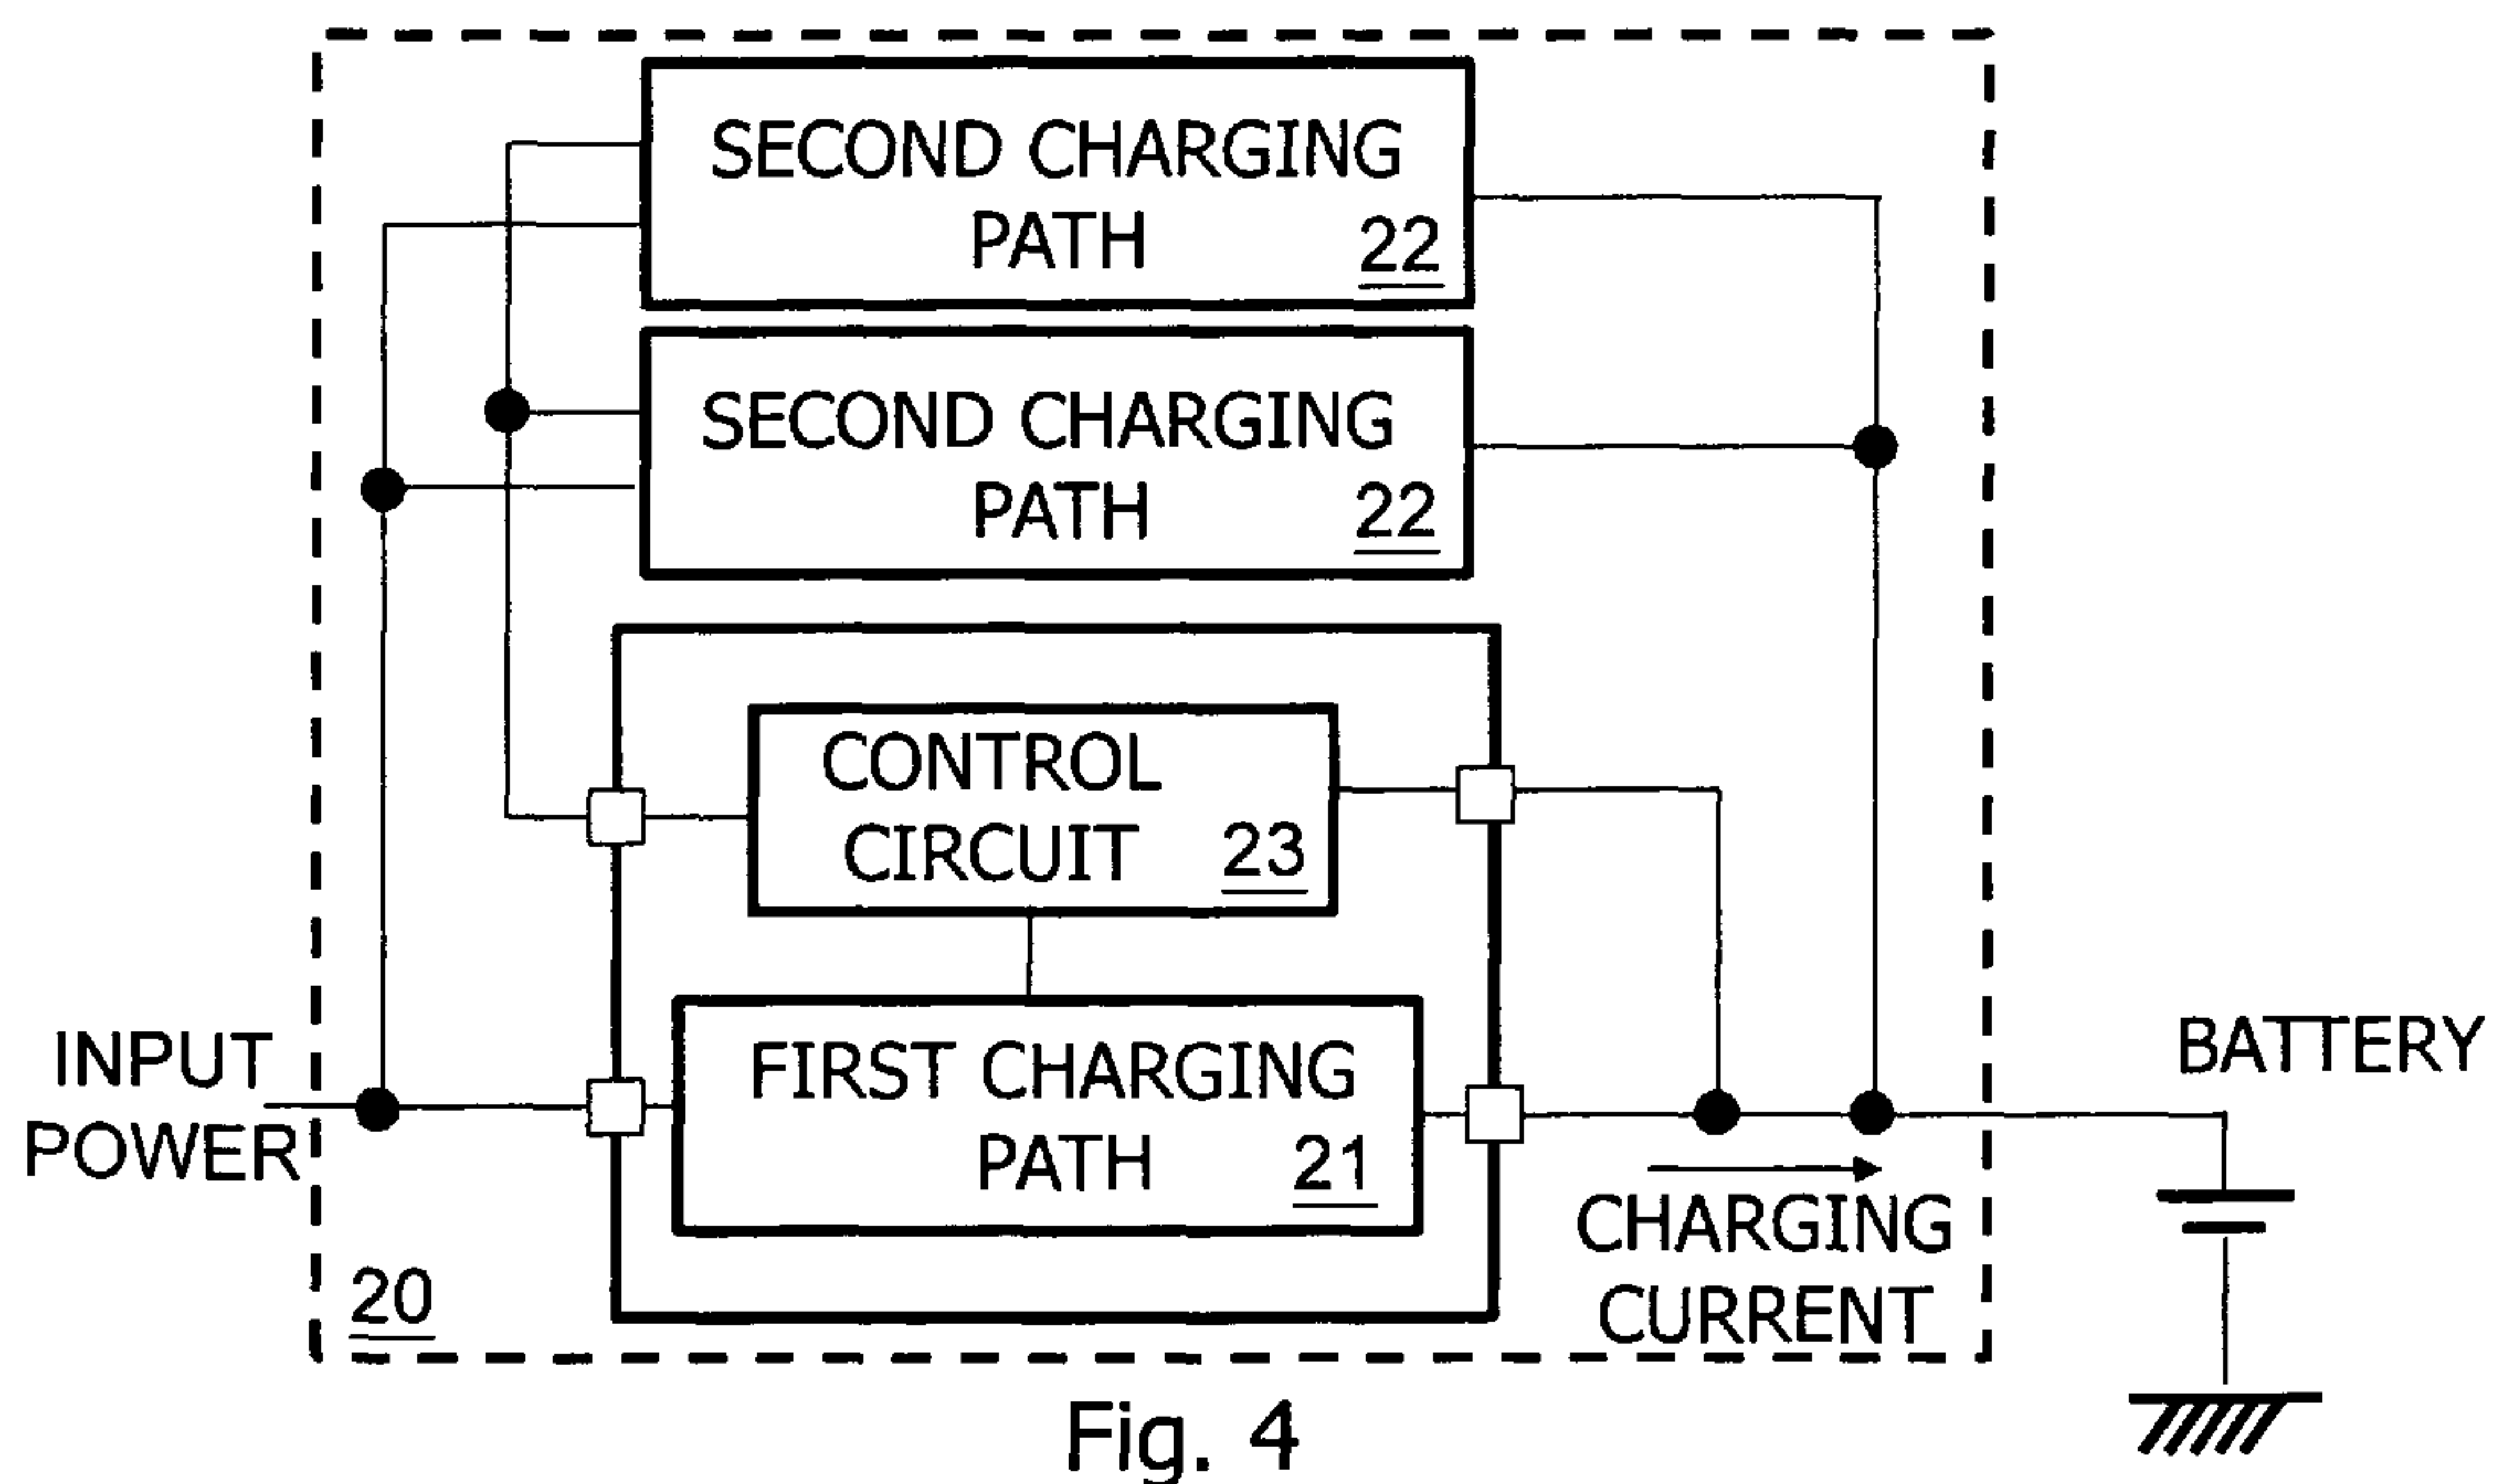 SECOND CHARGING
PATH 22
SECOND CHARGING
PATH 22
CONTROL
CIRCUIT 23
FIRST CHARGING
PATH 21
INPUT
POWER
BATTERY
CHARGING
CURRENT
20
Fig. 4